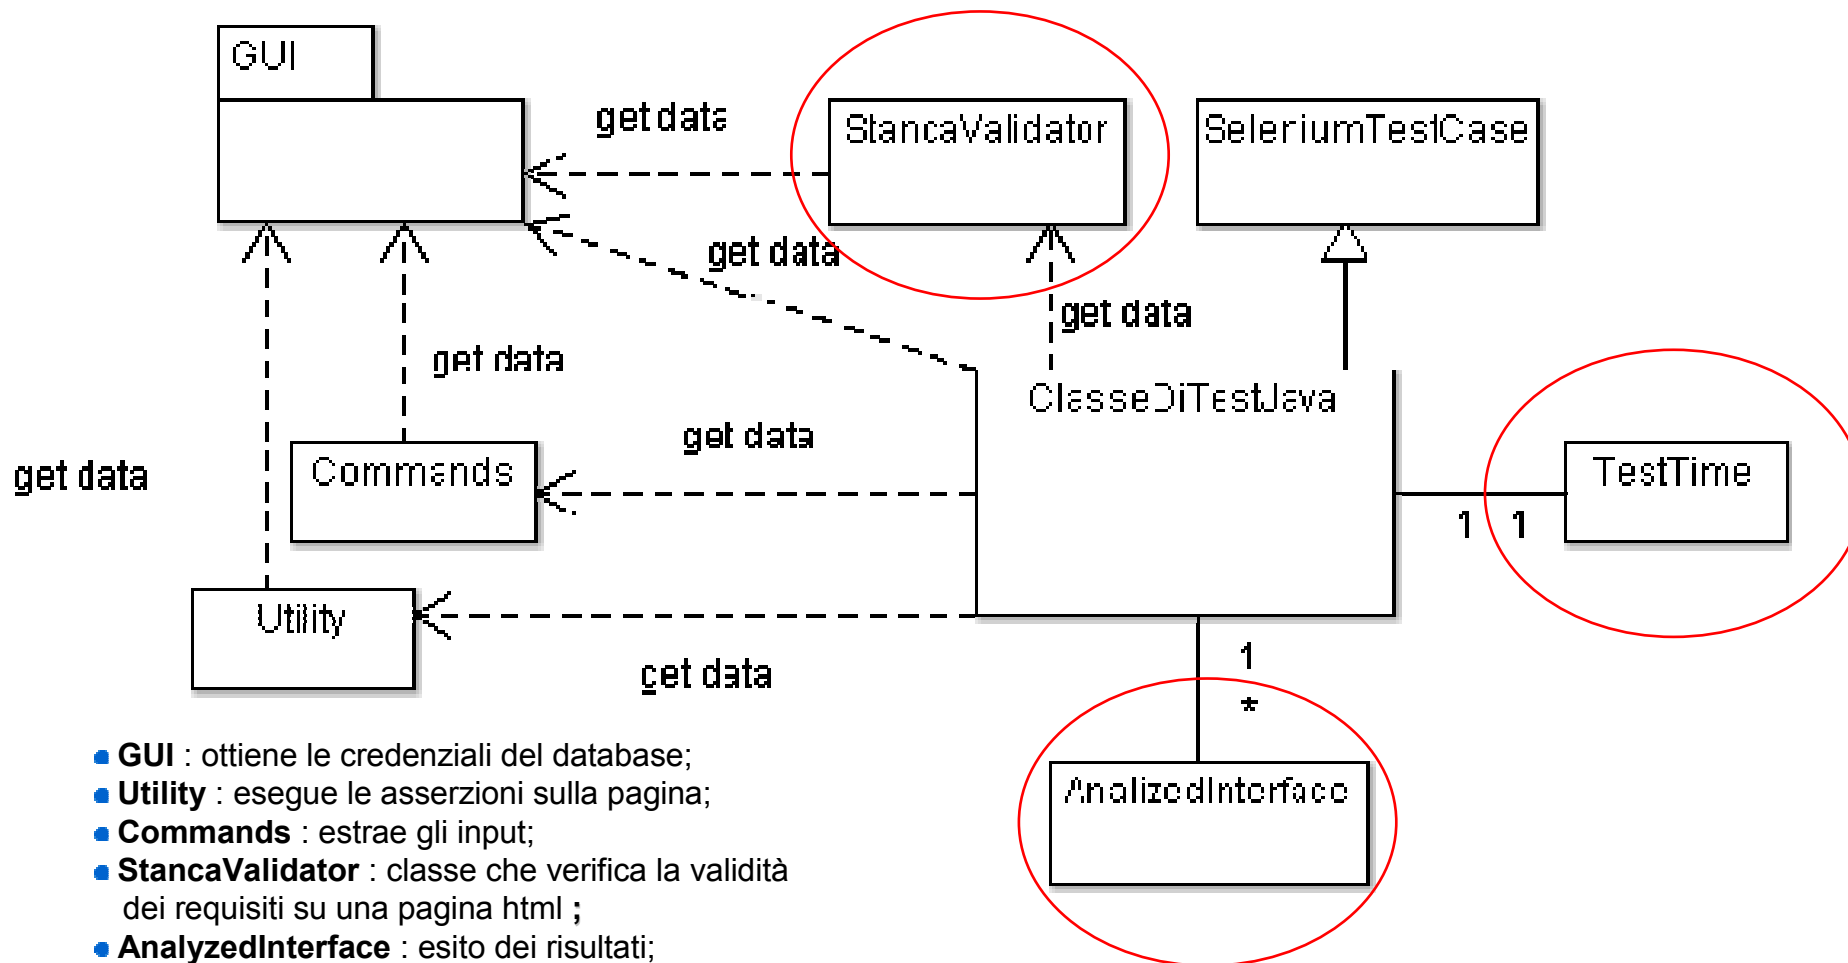 GUI
get data
StancaValidator
SeleniumTestCase
get data
get data
get data
ClasseDiTestJava
get data
get data
Commands
TestTime
1 1
Utility
get data
1
*
AnalizedInterface
GUI : ottiene le credenziali del database;
Utility : esegue le asserzioni sulla pagina;
Commands : estrae gli input;
StancaValidator : classe che verifica la validità
dei requisiti su una pagina html ;
AnalyzedInterface : esito dei risultati;